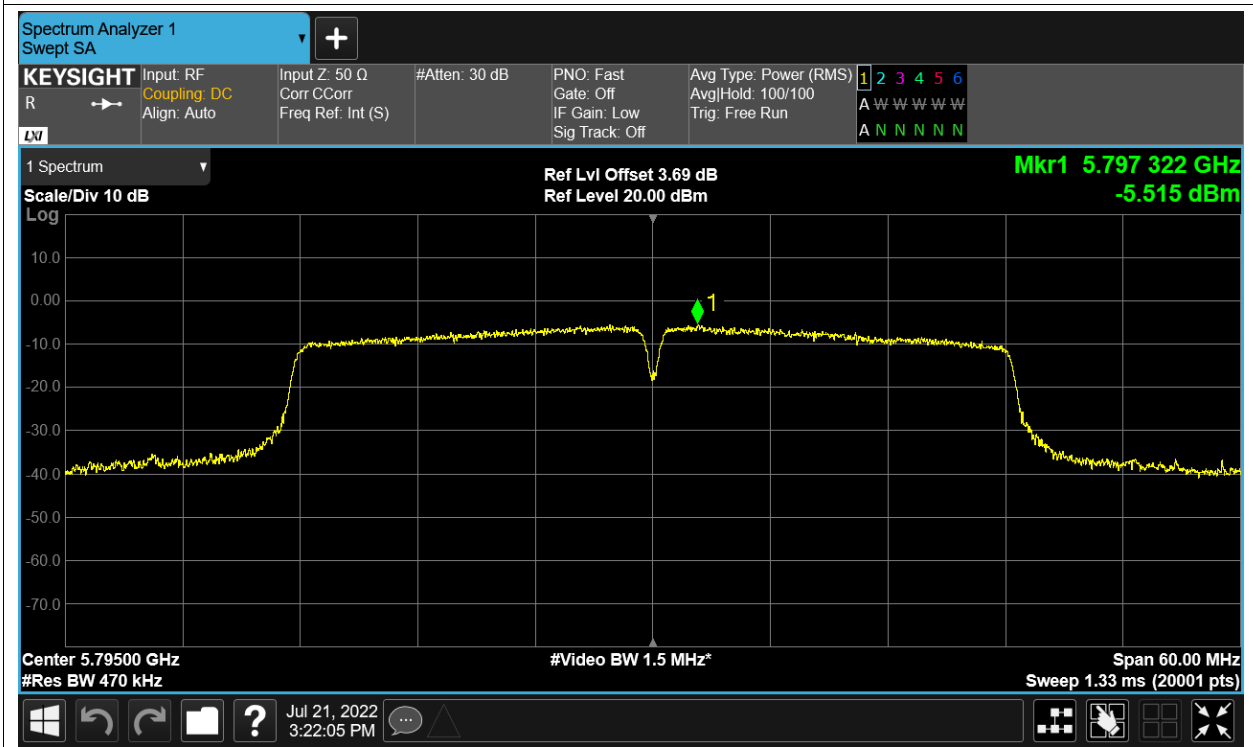 Spectrum Analyzer 1
Swept SA
KEYSIGHT
R
LXI
Input: RF
Coupling: DC
Align: Auto
Input Z: 50 Ω
Corr CCorr
Freq Ref: Int (S)
#Atten: 30 dB
PNO: Fast
Gate: Off
IF Gain: Low
Sig Track: Off
Avg Type: Power (RMS)
Avg|Hold: 100/100
Trig: Free Run
1 2 3 4 5 6
A W W W W W
A N N N N N
1 Spectrum
Scale/Div 10 dB
Ref Lvl Offset 3.69 dB
Ref Level 20.00 dBm
Mkr1 5.797 322 GHz
-5.515 dBm
Log
10.0
0.00
-10.0
-20.0
-30.0
-40.0
-50.0
-60.0
-70.0
1
Center 5.79500 GHz
#Res BW 470 kHz
#Video BW 1.5 MHz*
Span 60.00 MHz
Sweep 1.33 ms (20001 pts)
?
Jul 21, 2022
3:22:05 PM